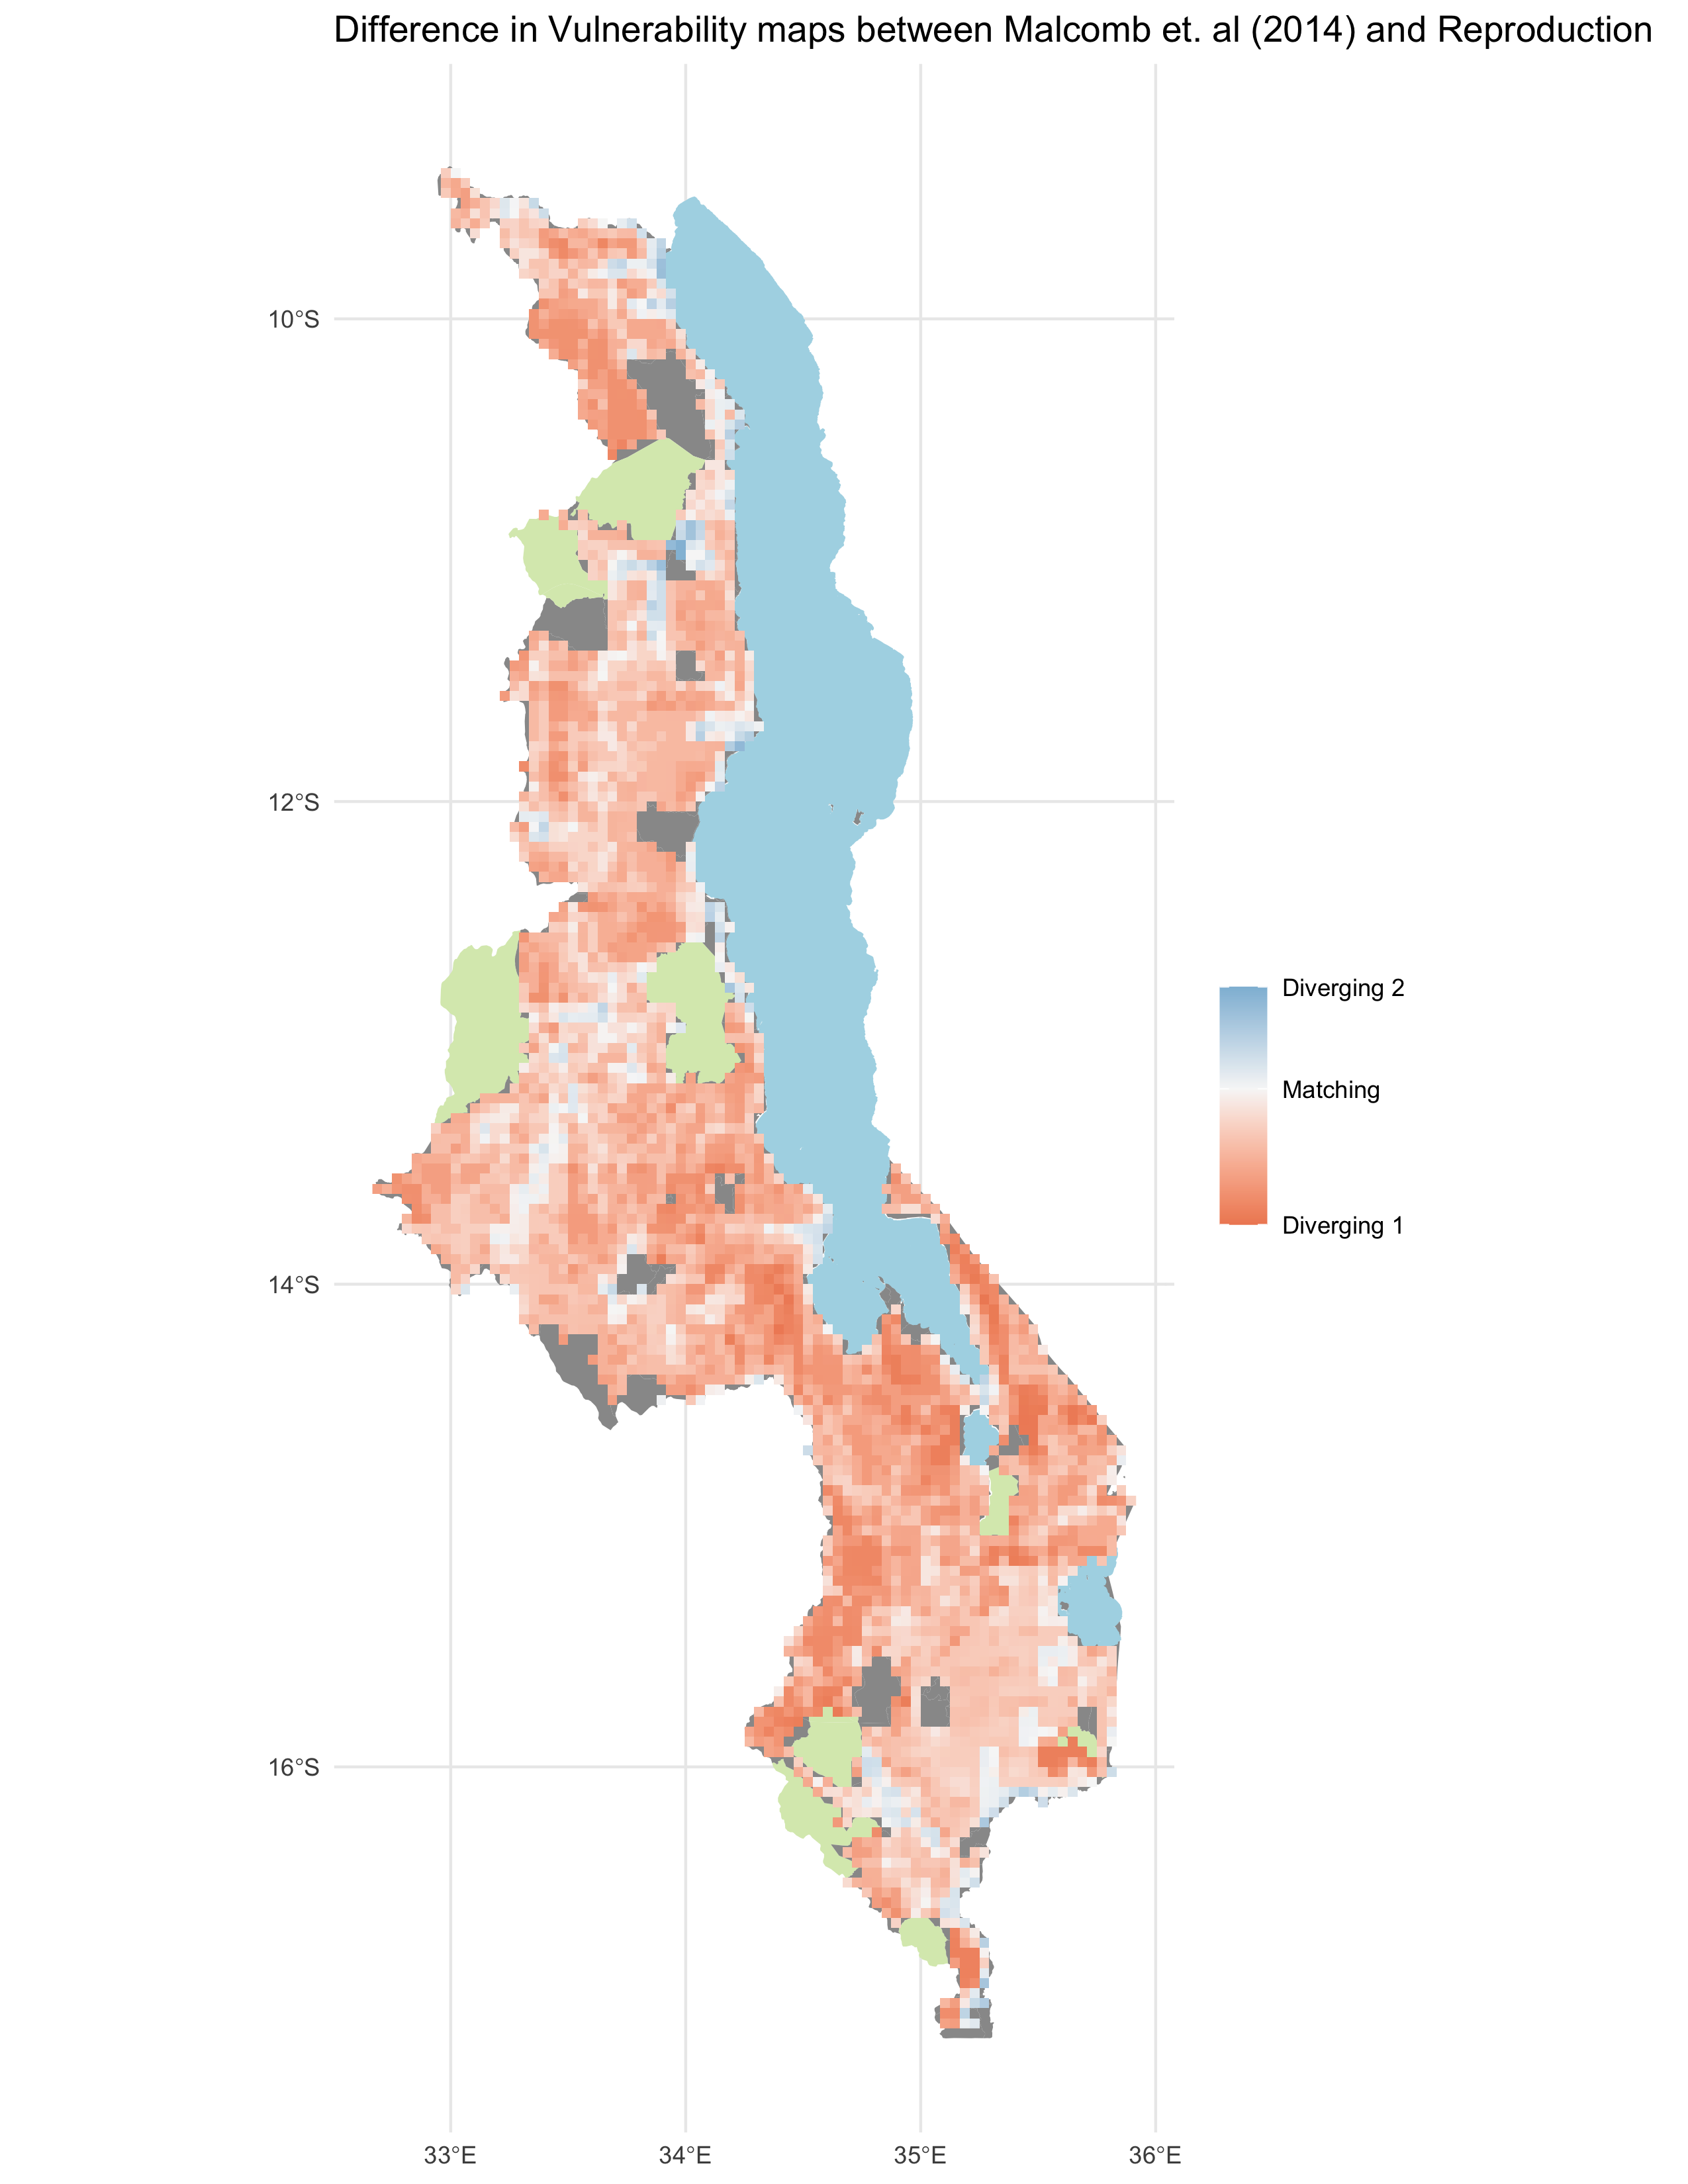 Difference in Vulnerability maps between Malcomb et. al (2014) and Reproduction
10°S
12°S
14°S
16°S
33°E
34°E
35°E
36°E
Diverging 2
Matching
Diverging 1